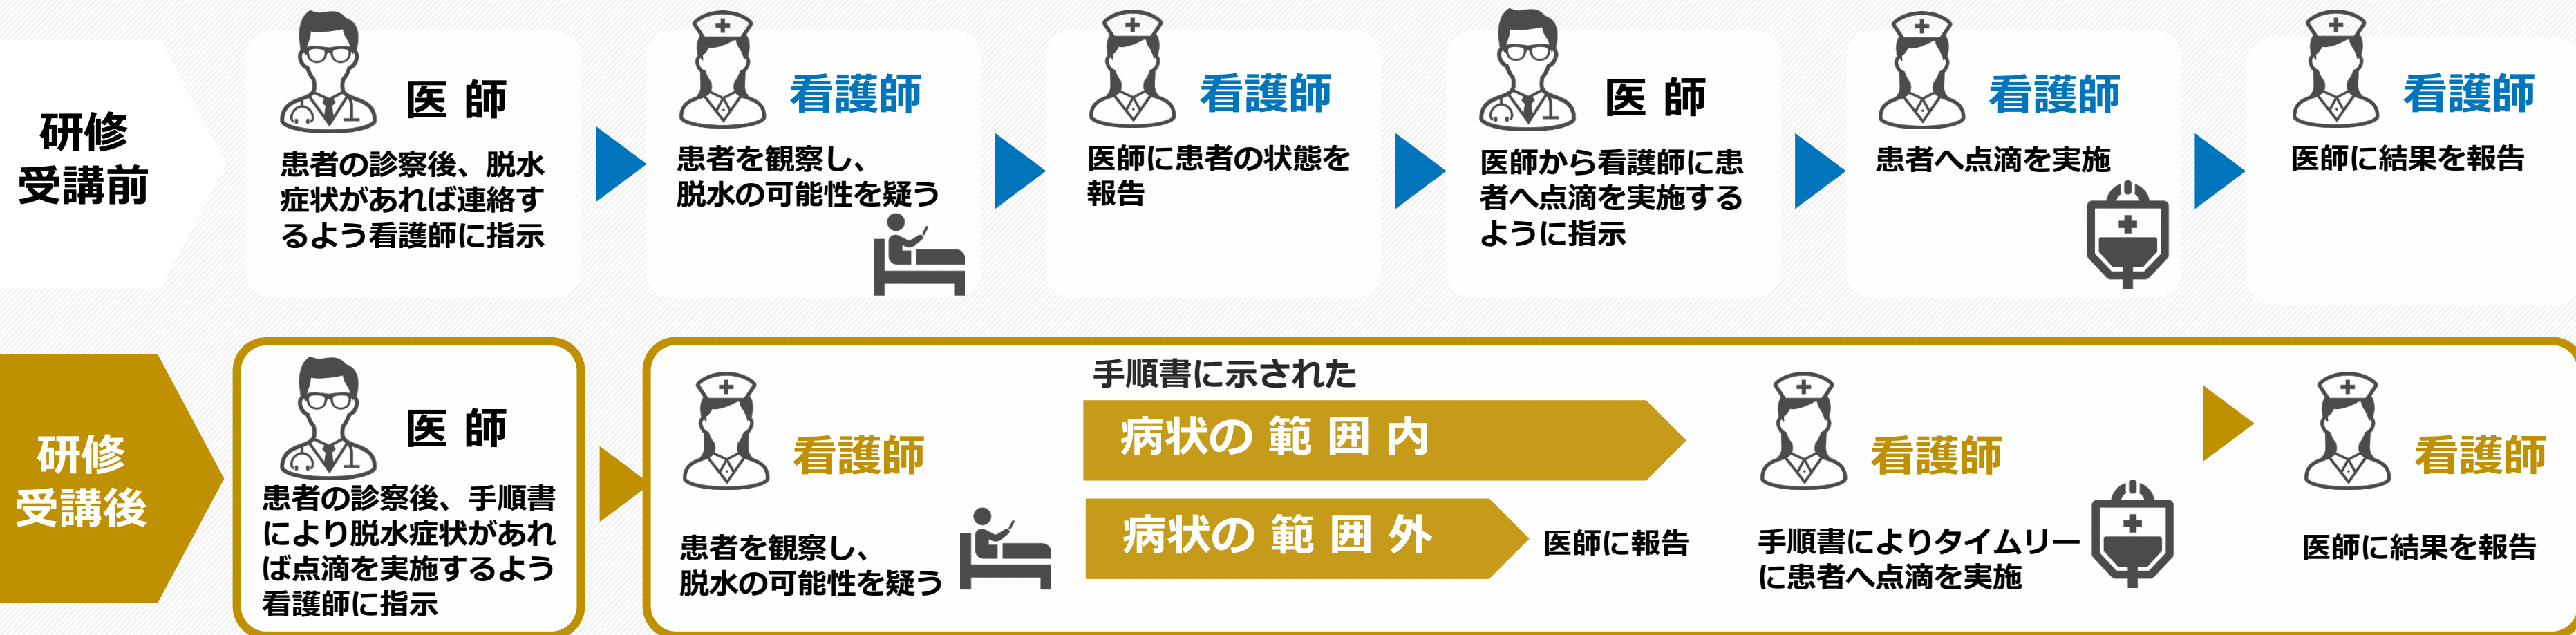 研修
受講前
医 師
患者の診察後、脱水
症状があれば連絡す
るよう看護師に指示
看護師
患者を観察し、
脱水の可能性を疑う
看護師
医師に患者の状態を
報告
医 師
医師から看護師に患
者へ点滴を実施する
ように指示
看護師
患者へ点滴を実施
看護師
医師に結果を報告
研修
受講後
医 師
患者の診察後、手順書
により脱水症状があれ
ば点滴を実施するよう
看護師に指示
看護師
患者を観察し、
脱水の可能性を疑う
手順書に示された
病状の 範 囲 内
病状の 範 囲 外
医師に報告
看護師
手順書によりタイムリー
に患者へ点滴を実施
看護師
医師に結果を報告